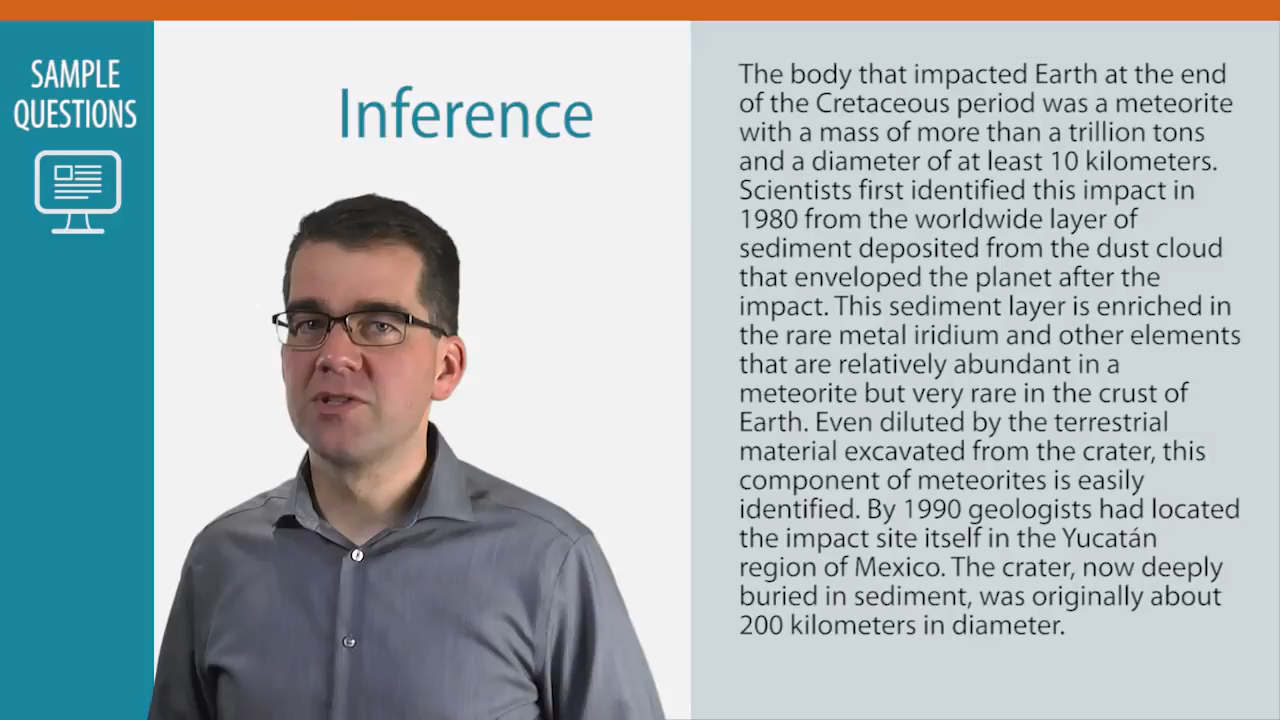 SAMPLE
QUESTIONS
Inference
The body that impacted Earth at the end
of the Cretaceous period was a meteorite
with a mass of more than a trillion tons
and a diameter of at least 10 kilometers.
Scientists first identified this impact in
1980 from the worldwide layer of
sediment deposited from the dust cloud
that enveloped the planet after the
impact. This sediment layer is enriched in
the rare metal iridium and other elements
that are relatively abundant in a
meteorite but very rare in the crust of
Earth. Even diluted by the terrestrial
material excavated from the crater, this
component of meteorites is easily
identified. By 1990 geologists had located
the impact site itself in the Yucatán
region of Mexico. The crater, now deeply
buried in sediment, was originally about
200 kilometers in diameter.